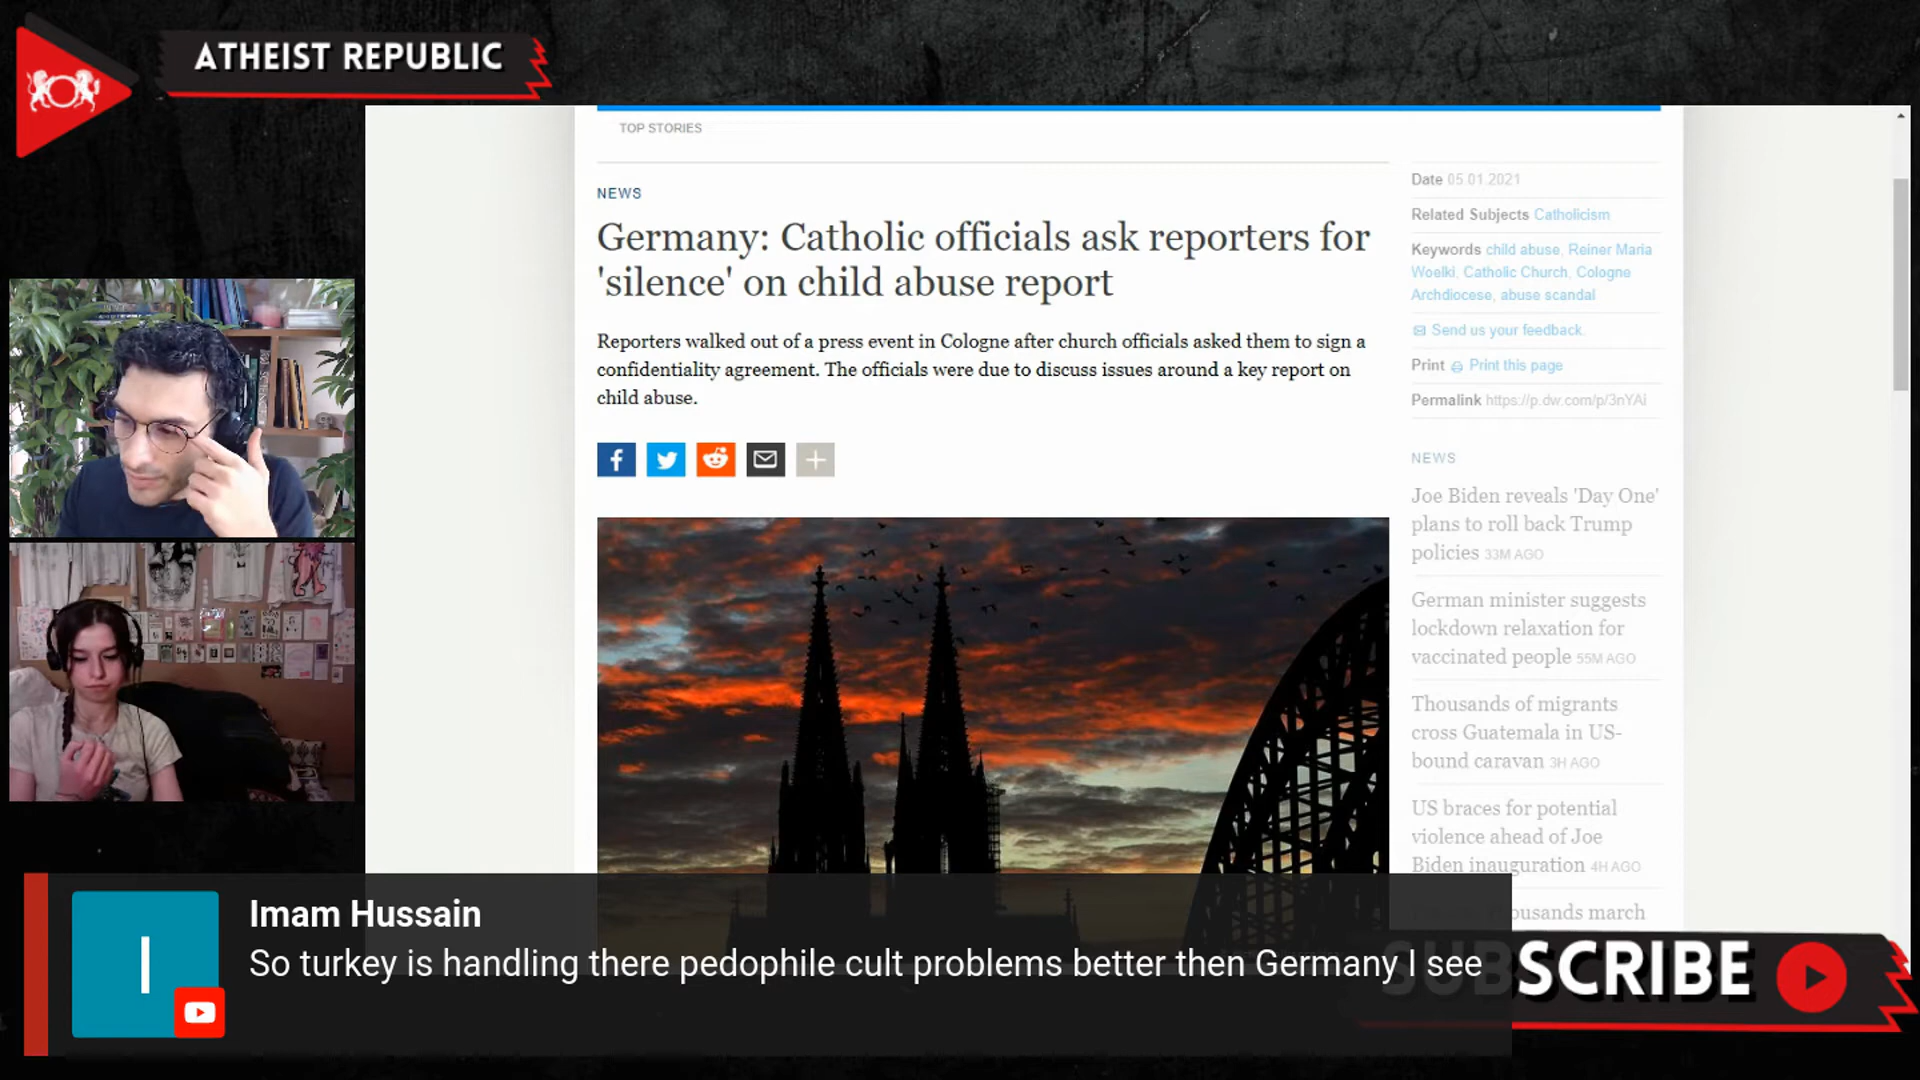 ATHEIST REPUBLIC
TOP STORIES
NEWS
Germany: Catholic officials ask reporters for
'silence' on child abuse report
Reporters walked out of a press event in Cologne after church officials asked them to sign a
confidentiality agreement. The officials were due to discuss issues around a key report on
child abuse.
Date 05.01.2021
Related Subjects Catholicism
Keywords child abuse, Reiner Maria
Woelki, Catholic Church, Cologne
Archdiocese, abuse scandal
Send us your feedback.
Print Print this page
Permalink https://p.dw.com/p/3nYAi
NEWS
Joe Biden reveals 'Day One'
plans to roll back Trump
policies 33M AGO
German minister suggests
lockdown relaxation for
vaccinated people 55M AGO
Thousands of migrants
cross Guatemala in US-
bound caravan 3H AGO
US braces for potential
violence ahead of Joe
Biden inauguration 4H AGO
thousands march
I
Imam Hussain
So turkey is handling there pedophile cult problems better then Germany I see
SUBSCRIBE